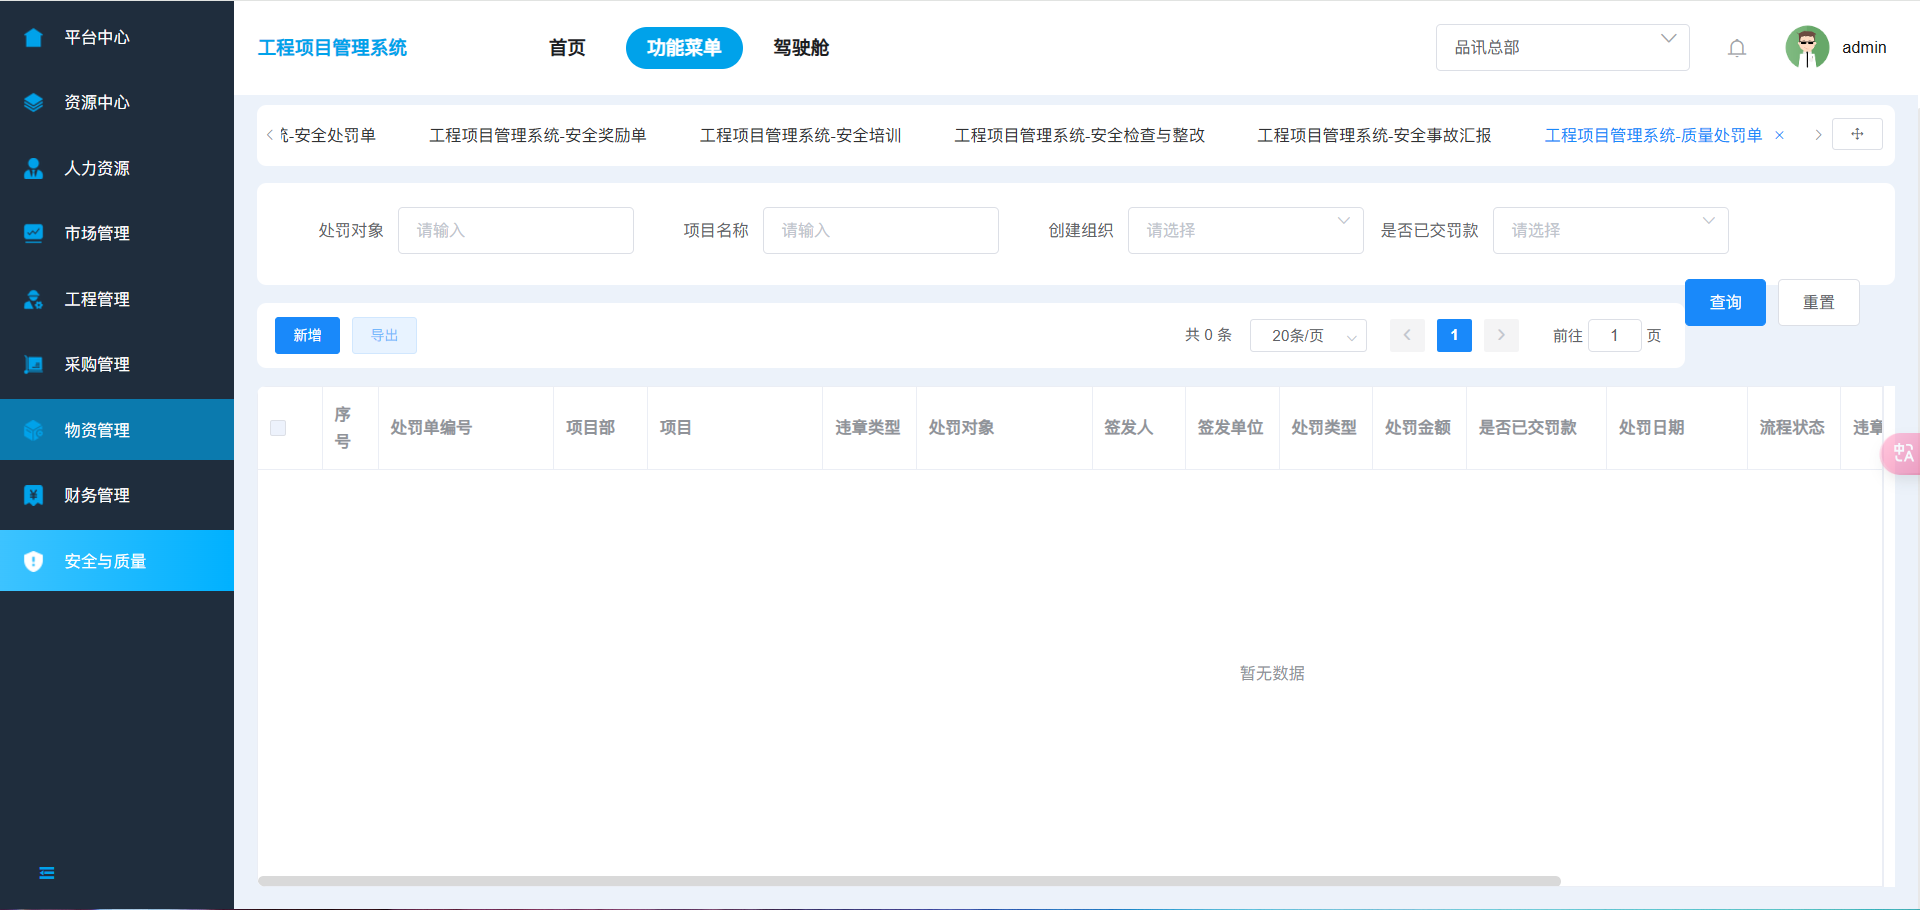 工程项目管理系统
首页
功能菜单
驾驶舱
品讯总部
admin
平台中心
资源中心
人力资源
市场管理
工程管理
采购管理
物资管理
财务管理
安全与质量
-安全处罚单
工程项目管理系统-安全奖励单
工程项目管理系统-安全培训
工程项目管理系统-安全检查与整改
工程项目管理系统-安全事故汇报
工程项目管理系统-质量处罚单
处罚对象
请输入
项目名称
请输入
创建组织
请选择
是否已交罚款
请选择
查询
重置
新增
导出
共 0 条
20条/页
1
前往
1
页
序号
处罚单编号
项目部
项目
违章类型
处罚对象
签发人
签发单位
处罚类型
处罚金额
是否已交罚款
处罚日期
流程状态
违章
暂无数据